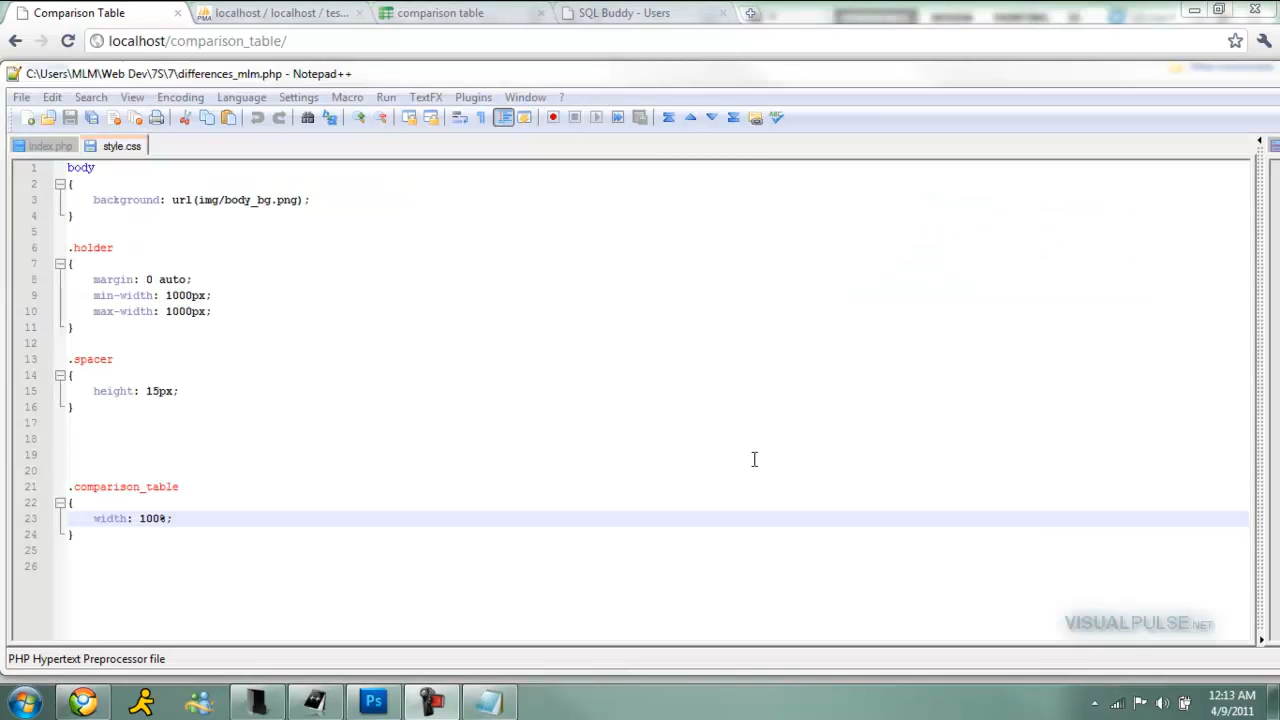 Comparison Table
localhost / localhost / tes...
comparison table
SQL Buddy - Users
localhost/comparison_table/
C:\Users\MLM\Web Dev\7S\7\differences_mlm.php - Notepad++
File Edit Search View Encoding Language Settings Macro Run TextFX Plugins Window ?
index.php
style.css
1 body
2 {
3 background: url(img/body_bg.png);
4 }
5
6 .holder
7 {
8 margin: 0 auto;
9 min-width: 1000px;
10 max-width: 1000px;
11 }
12
13 .spacer
14 {
15 height: 15px;
16 }
17
18
19
20
21 .comparison_table
22 {
23 width: 100%;
24 }
25
26
VISUALPULSE.NET
PHP Hypertext Preprocessor file
Ps
12:13 AM
4/9/2011